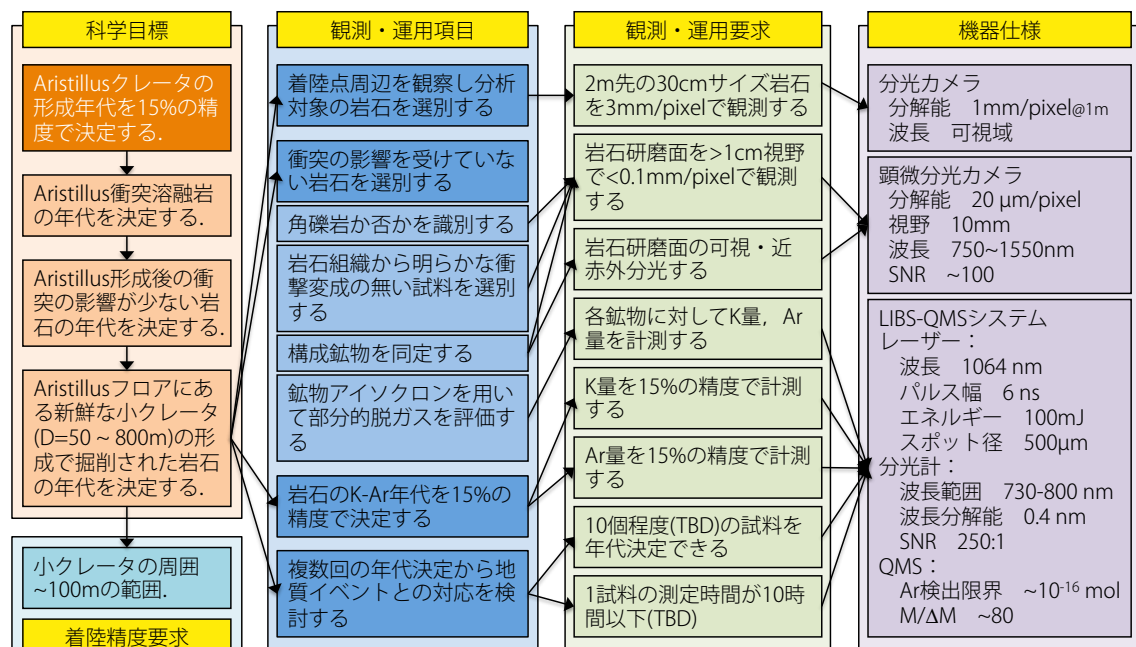 科学目標
Aristillusクレータの
形成年代を15%の精
度で決定する.
Aristillus衝突溶融岩
の年代を決定する.
Aristillus形成後の衝
突の影響が少ない岩
石の年代を決定する.
Aristillusフロアにあ
る新鮮な小クレータ
(D=50 ~ 800m)の形
成で掘削された岩石
の年代を決定する.
小クレータの周囲
~100mの範囲.
着陸精度要求
観測・運用項目
着陸点周辺を観察し分析
対象の岩石を選別する
衝突の影響を受けていな
い岩石を選別する
角礫岩か否かを識別する
岩石組織から明らかな衝
撃変成の無い試料を選別
する
構成鉱物を同定する
鉱物アイソクロンを用い
て部分的脱ガスを評価す
る
岩石のK-Ar年代を15%の
精度で決定する
複数回の年代決定から地
質イベントとの対応を検
討する
観測・運用要求
2m先の30cmサイズ岩石
を3mm/pixelで観測する
岩石研磨面を>1cm視野
で<0.1mm/pixelで観測
する
岩石研磨面の可視・近
赤外分光する
各鉱物に対してK量，Ar
量を計測する
K量を15%の精度で計測
する
Ar量を15%の精度で計測
する
10個程度(TBD)の試料を
年代決定できる
1試料の測定時間が10時
間以下(TBD)
機器仕様
分光カメラ
分解能　1mm/pixel@1m
波長　可視域
顕微分光カメラ
分解能　20 μm/pixel
視野　10mm
波長　750~1550nm
SNR　~100
LIBS-QMSシステム
レーザー：
波長　1064 nm
パルス幅　6 ns
エネルギー　100mJ
スポット径　500μm
分光計：
波長範囲　730-800 nm
波長分解能　0.4 nm
SNR　250:1
QMS：
Ar検出限界　~10⁻¹⁶ mol
M/ΔM　~80